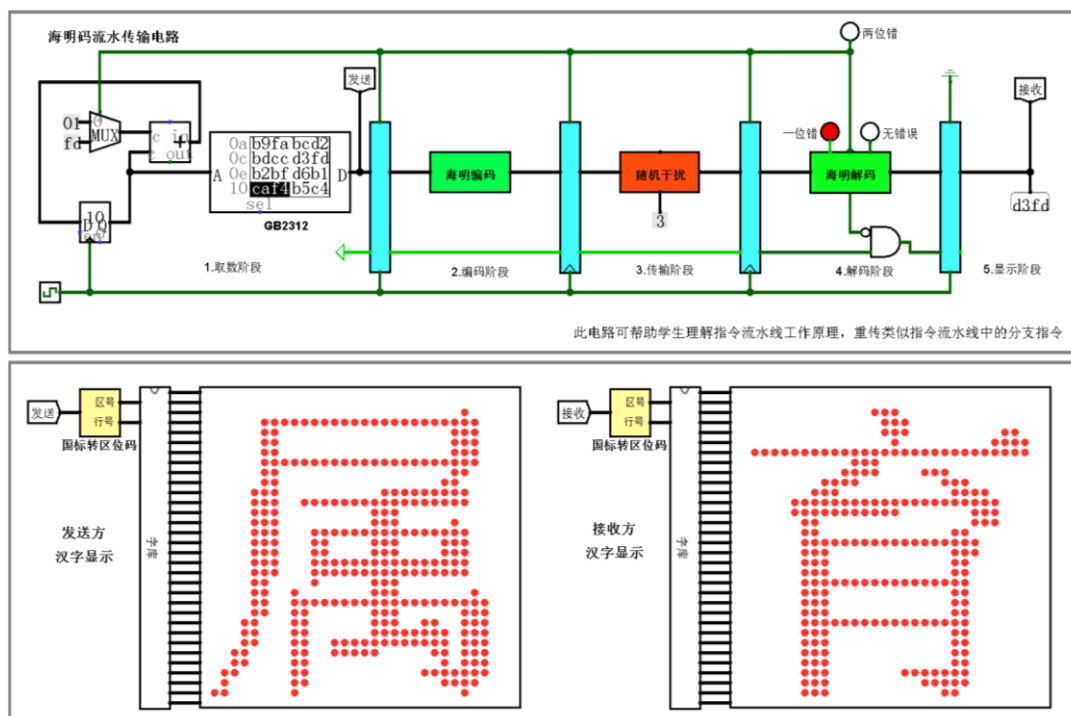 海明码流水传输电路
两位错
发送
接收
01
fd
0
MUX
c in
+
c out
0a b9fa bcd2
0c bdcc d3fd
0e b2bf d6b1
10 caf4 b5c4
A
D
sel
GB2312
海明编码
随机干扰
3
一位错
无错误
海明解码
d3fd
10
D Q
en
1.取数阶段
2.编码阶段
3.传输阶段
4.解码阶段
5.显示阶段
此电路可帮助学生理解指令流水线工作原理，重传类似指令流水线中的分支指令
发送
区号
行号
国标转区位码
发送方
汉字显示
字库
属
接收
区号
行号
国标转区位码
接收方
汉字显示
字库
育